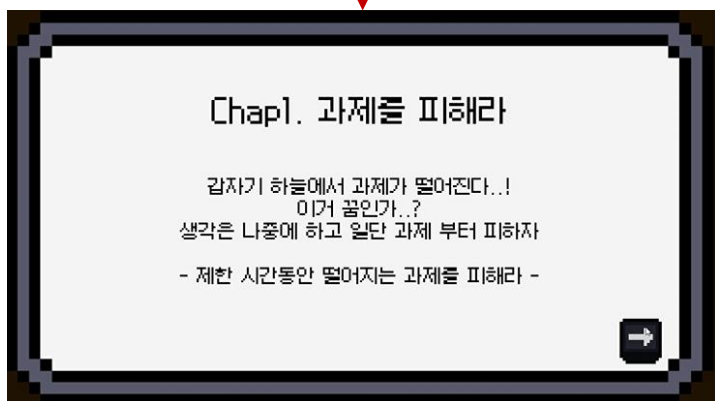 Chap1. 과제를 피해라
갑자기 하늘에서 과제가 떨어진다..!
이거 꿈인가..?
생각은 나중에 하고 일단 과제 부터 피하자
- 제한 시간동안 떨어지는 과제를 피해라 -